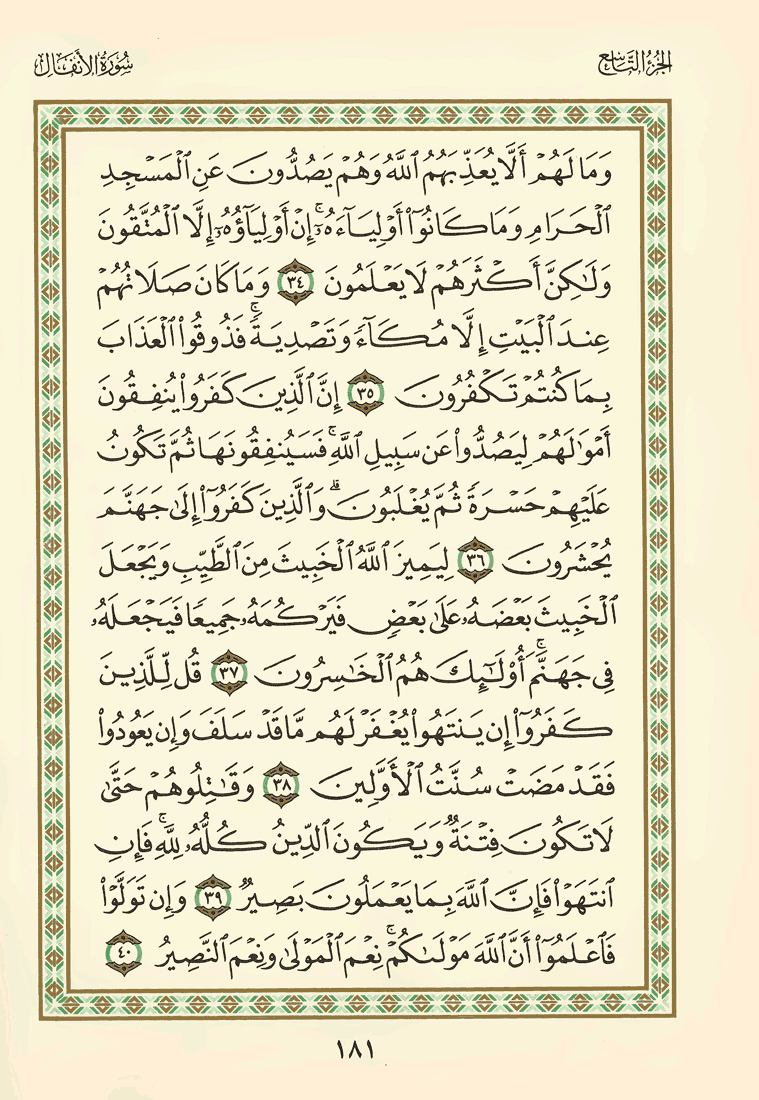 الجزء التاسع
سورة الأنفال
وَمَا لَهُمْ أَلَّا يُعَذِّبَهُمُ ٱللَّهُ وَهُمْ يَصُدُّونَ عَنِ ٱلْمَسْجِدِ
ٱلْحَرَامِ وَمَا كَانُوٓا۟ أَوْلِيَآءَهُۥٓ ۚ إِنْ أَوْلِيَآؤُهُۥٓ إِلَّا ٱلْمُتَّقُونَ
وَلَٰكِنَّ أَكْثَرَهُمْ لَا يَعْلَمُونَ ٣٤ وَمَا كَانَ صَلَاتُهُمْ
عِندَ ٱلْبَيْتِ إِلَّا مُكَآءً وَتَصْدِيَةً ۚ فَذُوقُوا۟ ٱلْعَذَابَ
بِمَا كُنتُمْ تَكْفُرُونَ ٣٥ إِنَّ ٱلَّذِينَ كَفَرُوا۟ يُنفِقُونَ
أَمْوَٰلَهُمْ لِيَصُدُّوا۟ عَن سَبِيلِ ٱللَّهِ ۚ فَسَيُنفِقُونَهَا ثُمَّ تَكُونُ
عَلَيْهِمْ حَسْرَةً ثُمَّ يُغْلَبُونَ ۗ وَٱلَّذِينَ كَفَرُوٓا۟ إِلَىٰ جَهَنَّمَ
يُحْشَرُونَ ٣٦ لِيَمِيزَ ٱللَّهُ ٱلْخَبِيثَ مِنَ ٱلطَّيِّبِ وَيَجْعَلَ
ٱلْخَبِيثَ بَعْضَهُۥ عَلَىٰ بَعْضٍ فَيَرْكُمَهُۥ جَمِيعًا فَيَجْعَلَهُۥ
فِى جَهَنَّمَ ۚ أُو۟لَٰٓئِكَ هُمُ ٱلْخَٰسِرُونَ ٣٧ قُل لِّلَّذِينَ
كَفَرُوٓا۟ إِن يَنتَهُوا۟ يُغْفَرْ لَهُم مَّا قَدْ سَلَفَ وَإِن يَعُودُوا۟
فَقَدْ مَضَتْ سُنَّتُ ٱلْأَوَّلِينَ ٣٨ وَقَٰتِلُوهُمْ حَتَّىٰ
لَا تَكُونَ فِتْنَةٌ وَيَكُونَ ٱلدِّينُ كُلُّهُۥ لِلَّهِ ۚ فَإِنِ
ٱنتَهَوْا۟ فَإِنَّ ٱللَّهَ بِمَا يَعْمَلُونَ بَصِيرٌ ٣٩ وَإِن تَوَلَّوْا۟
فَٱعْلَمُوٓا۟ أَنَّ ٱللَّهَ مَوْلَىٰكُمْ ۚ نِعْمَ ٱلْمَوْلَىٰ وَنِعْمَ ٱلنَّصِيرُ ٤٠
١٨١